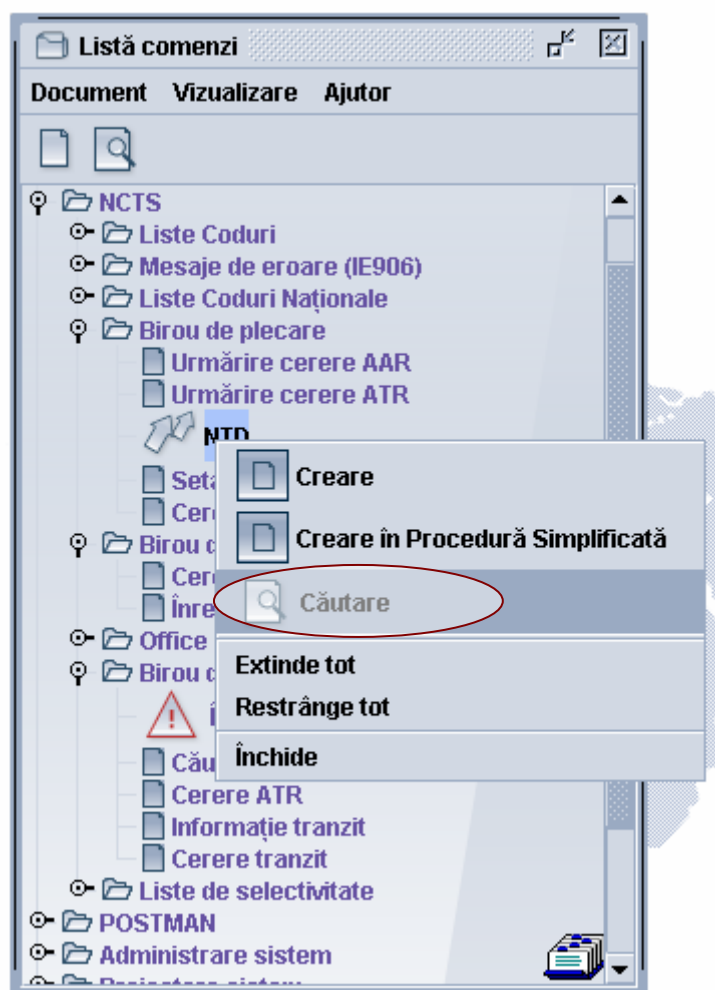 Listă comenzi
Document Vizualizare Ajutor
NCTS
Liste Coduri
Mesaje de eroare (IE906)
Liste Coduri Naționale
Birou de plecare
Urmărire cerere AAR
Urmărire cerere ATR
NTD
Creare
Creare în Procedură Simplificată
Birou
Căutare
Office
Birou
Extinde tot
Restrânge tot
Închide
Cerere ATR
Informație tranzit
Cerere tranzit
Liste de selectivitate
POSTMAN
Administrare sistem